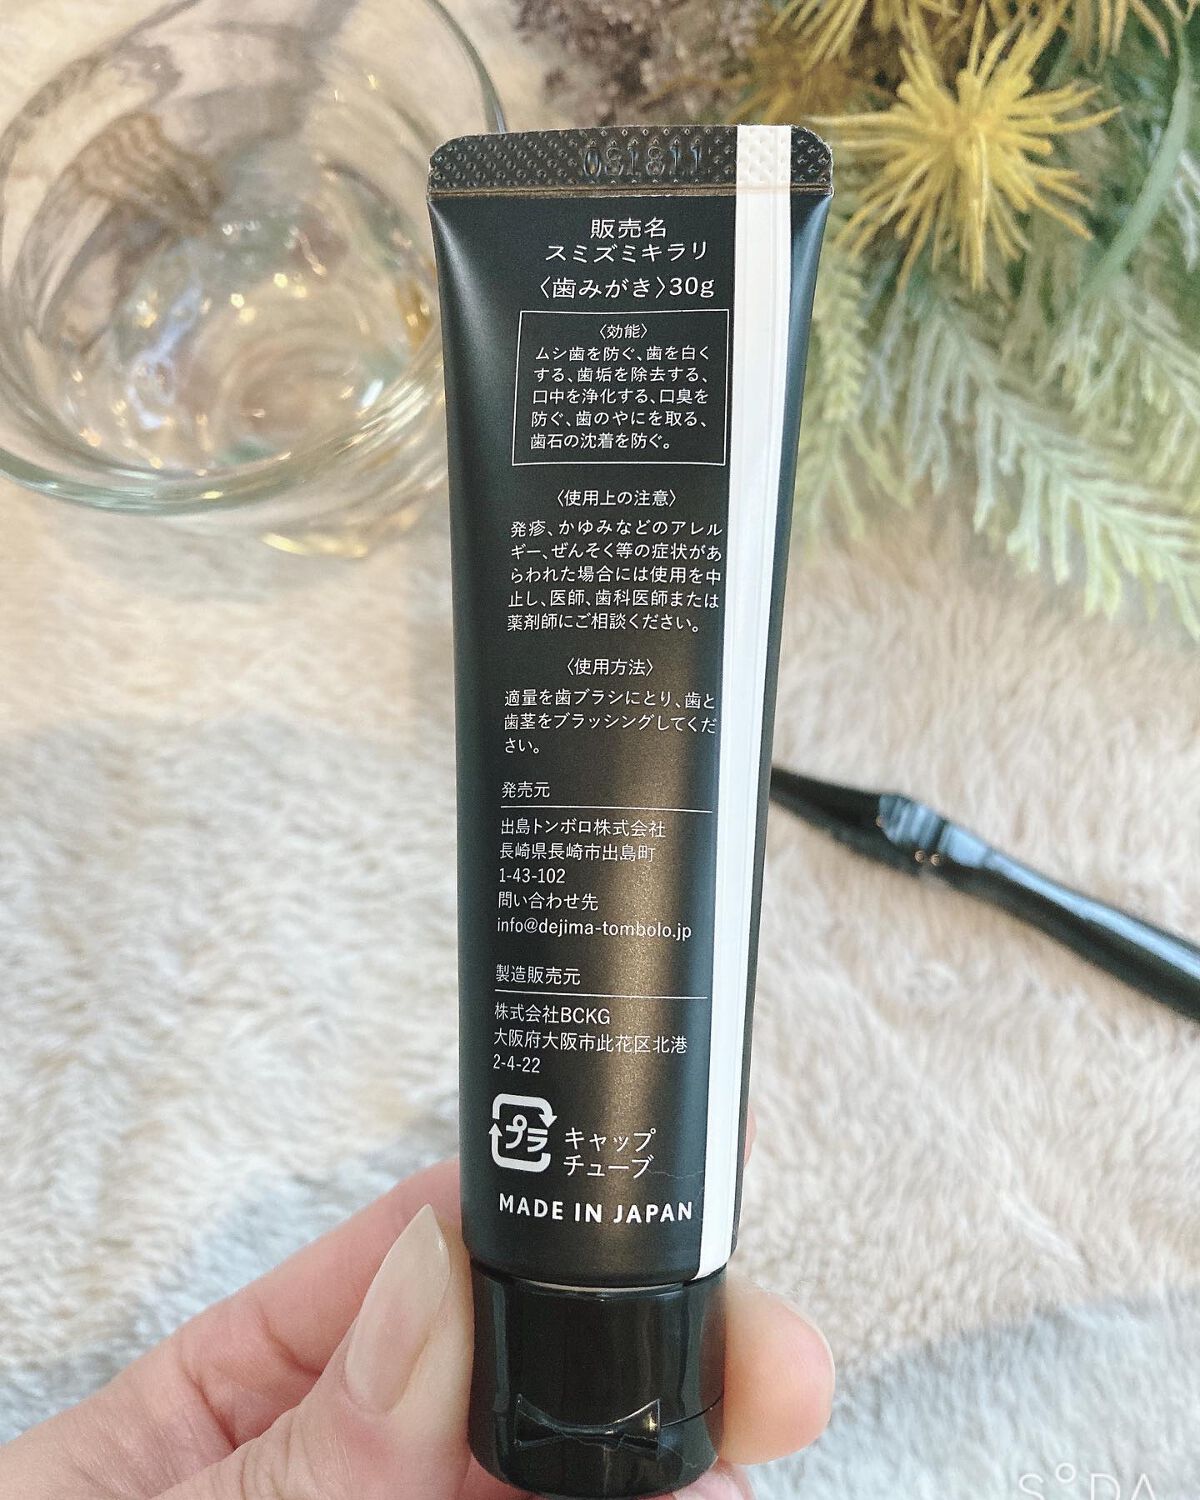 081811
販売名
スミズミキラリ
〈歯みがき〉30g
〈効能〉
ムシ歯を防ぐ、歯を白く
する、歯垢を除去する、
口中を浄化する、口臭を
防ぐ、歯のやにを取る、
歯石の沈着を防ぐ。
〈使用上の注意〉
発疹、かゆみなどのアレル
ギー、ぜんそく等の症状があ
らわれた場合には使用を中
止し、医師、歯科医師または
薬剤師にご相談ください。
〈使用方法〉
適量を歯ブラシにとり、歯と
歯茎をブラッシングしてくだ
さい。
発売元
出島トンボロ株式会社
長崎県長崎市出島町
1-43-102
問い合わせ先
info@dejima-tombolo.jp
製造販売元
株式会社BCKG
大阪府大阪市此花区北港
2-4-22
プラ
キャップ
チューブ
MADE IN JAPAN
SODA